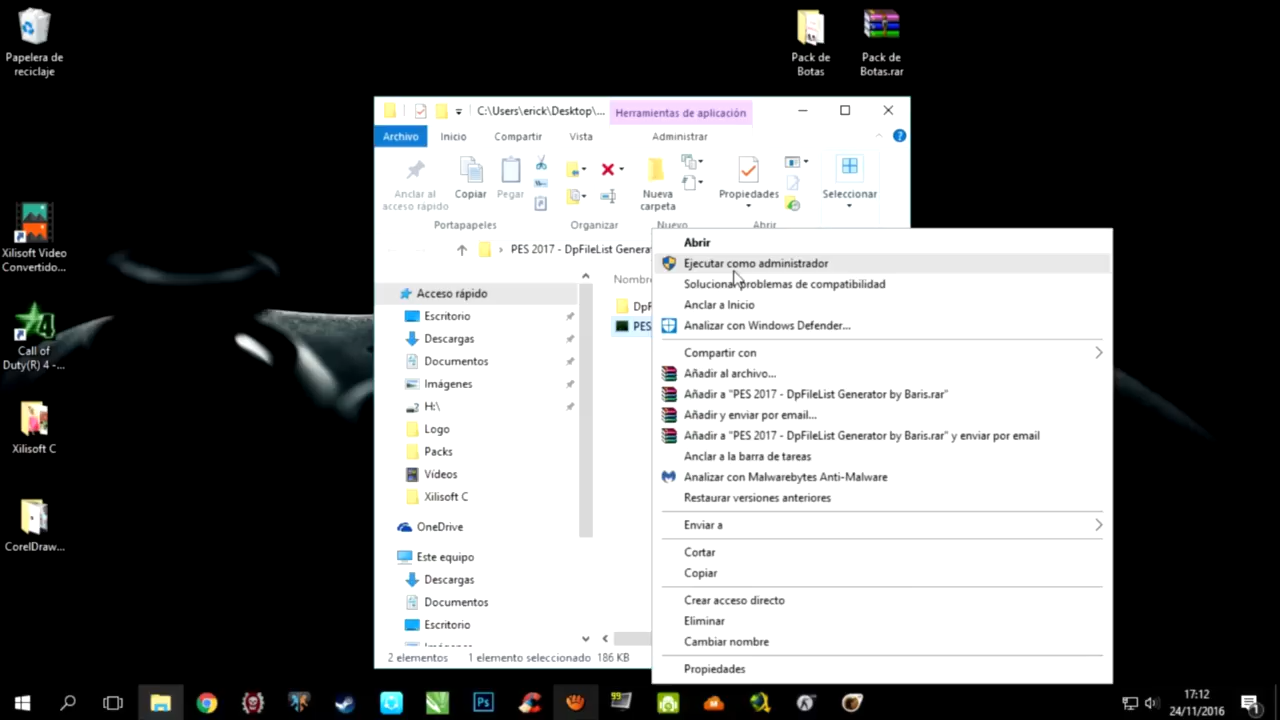 Papelera de
reciclaje
Pack de
Botas
Pack de
Botas.rar
Xilisoft Video
Convertido...
Call of
Duty(R) 4 -...
Xilisoft C
CorelDraw...
C:\Users\erick\Desktop\...
Herramientas de aplicación
Archivo
Inicio
Compartir
Vista
Administrar
Anclar al
acceso rápido
Copiar
Pegar
Nueva
carpeta
Propiedades
Seleccionar
Portapapeles
Organizar
Nuevo
Abrir
PES 2017 - DpFileList Genera
Nombre
Acceso rápido
Escritorio
Descargas
Documentos
Imágenes
H:\
Logo
Packs
Vídeos
Xilisoft C
OneDrive
Este equipo
Descargas
Documentos
Escritorio
DpF
PES
2 elementos
1 elemento seleccionado 186 KB
Abrir
Ejecutar como administrador
Solucionar problemas de compatibilidad
Anclar a Inicio
Analizar con Windows Defender...
Compartir con
Añadir al archivo...
Añadir a "PES 2017 - DpFileList Generator by Baris.rar"
Añadir y enviar por email...
Añadir a "PES 2017 - DpFileList Generator by Baris.rar" y enviar por email
Anclar a la barra de tareas
Analizar con Malwarebytes Anti-Malware
Restaurar versiones anteriores
Enviar a
Cortar
Copiar
Crear acceso directo
Eliminar
Cambiar nombre
Propiedades
Ps
99
17:12
24/11/2016
1